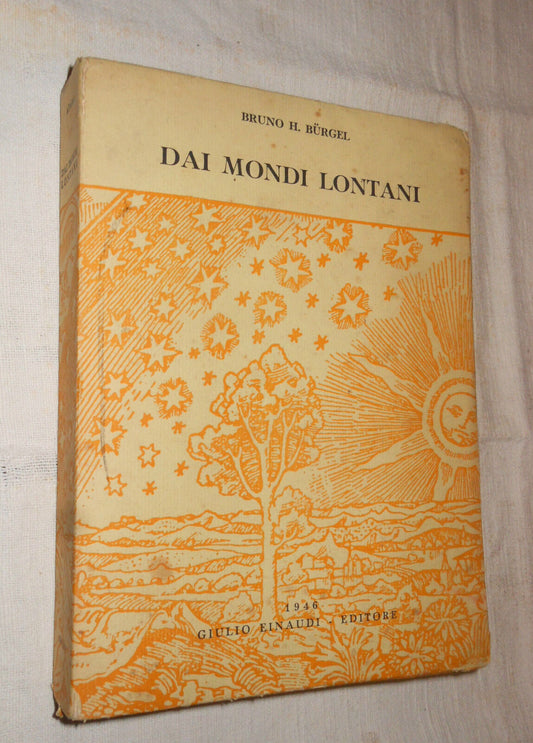 BRUNO H. BÜRGEL
DAI MONDI LONTANI
1946
GIULIO EINAUDI - EDITORE